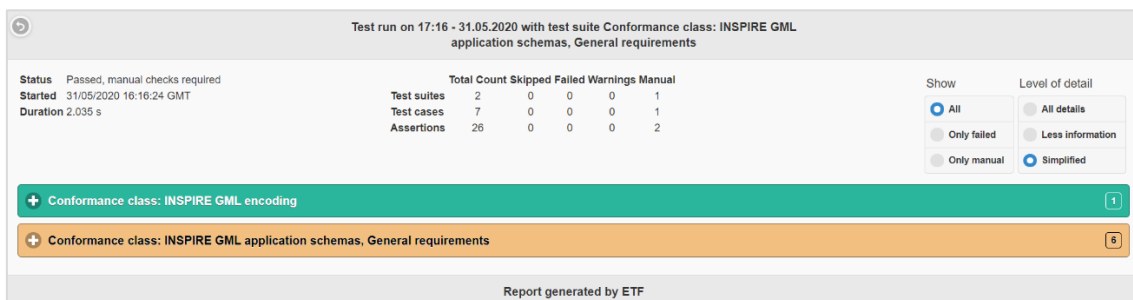 Test run on 17:16 - 31.05.2020 with test suite Conformance class: INSPIRE GML
application schemas, General requirements
Status Passed, manual checks required
Started 31/05/2020 16:16:24 GMT
Duration 2.035 s
Total Count Skipped Failed Warnings Manual
Test suites 2 0 0 0 1
Test cases 7 0 0 0 1
Assertions 26 0 0 0 2
Show Level of detail
All All details
Only failed Less information
Only manual Simplified
Conformance class: INSPIRE GML encoding 1
Conformance class: INSPIRE GML application schemas, General requirements 6
Report generated by ETF